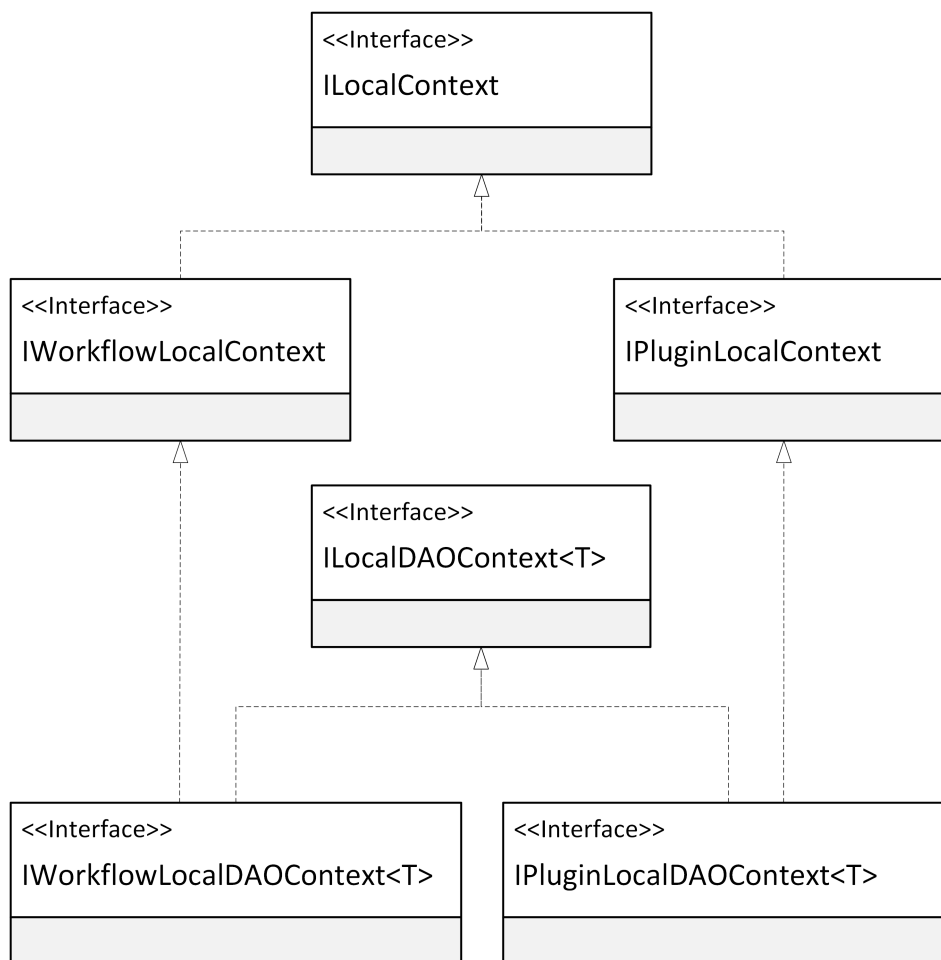 <<Interface>>
ILocalContext
<<Interface>>
IWorkflowLocalContext
<<Interface>>
IPluginLocalContext
<<Interface>>
ILocalDAOContext<T>
<<Interface>>
IWorkflowLocalDAOContext<T>
<<Interface>>
IPluginLocalDAOContext<T>